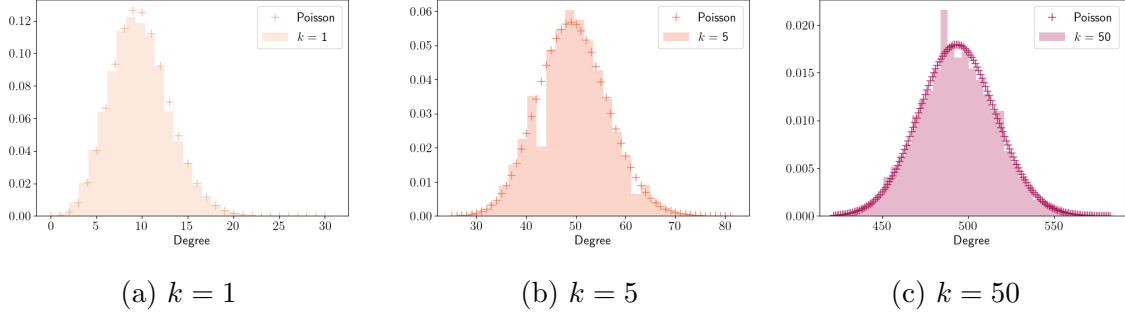 0.12
0.10
0.08
0.06
0.04
0.02
0.00
0 5 10 15 20 25 30
Degree
Poisson
k = 1
(a) k = 1
0.06
0.05
0.04
0.03
0.02
0.01
0.00
30 40 50 60 70 80
Degree
Poisson
k = 5
(b) k = 5
0.020
0.015
0.010
0.005
0.000
450 500 550
Degree
Poisson
k = 50
(c) k = 50